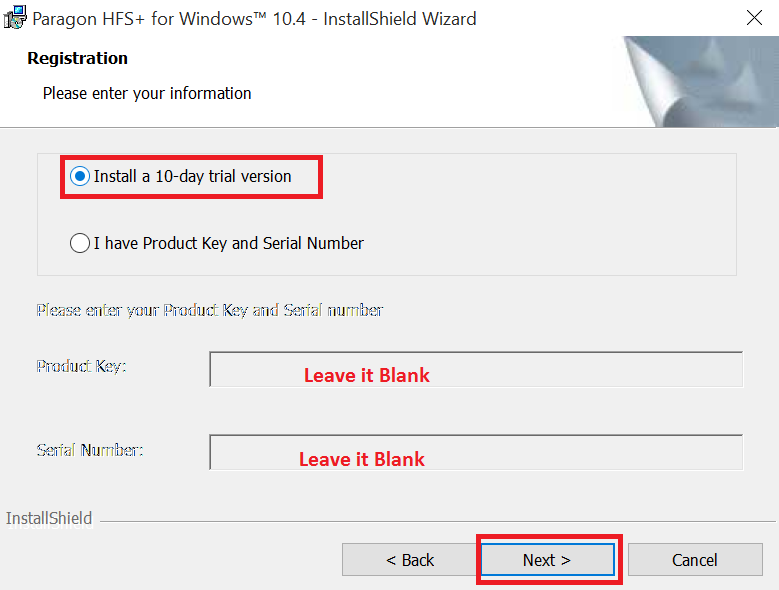 Paragon HFS+ for Windows™ 10.4 - InstallShield Wizard
Registration
Please enter your information
Install a 10-day trial version
I have Product Key and Serial Number
Please enter your Product Key and Serial number
Product Key:
Leave it Blank
Serial Number:
Leave it Blank
InstallShield
< Back
Next >
Cancel